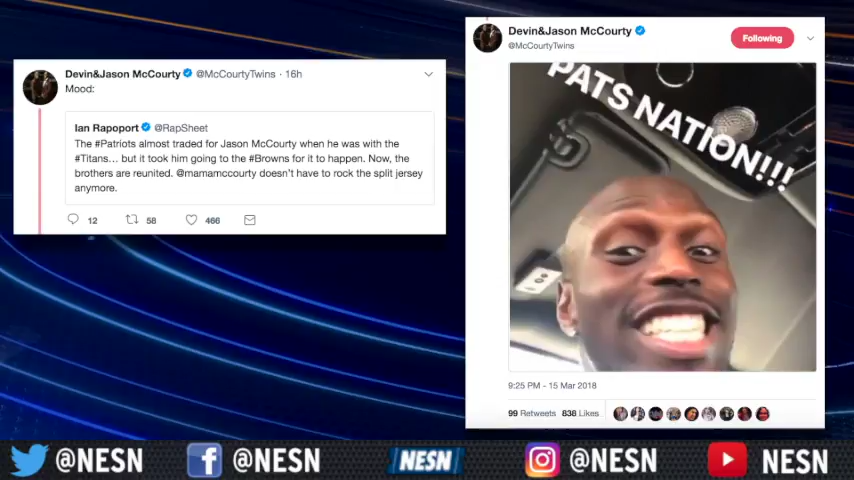 Devin&Jason McCourty @McCourtyTwins · 16h
Mood:
Ian Rapoport @RapSheet
The #Patriots almost traded for Jason McCourty when he was with the
#Titans... but it took him going to the #Browns for it to happen. Now, the
brothers are reunited. @mamamccourty doesn't have to rock the split jersey
anymore.
12 58 466
Devin&Jason McCourty
@McCourtyTwins
Following
PATS NATION!!!
9:25 PM - 15 Mar 2018
99 Retweets 838 Likes
@NESN @NESN NESN @NESN NESN